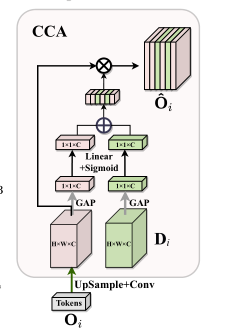 CCA
Ô_i
1×1×C 1×1×C
Linear
+Sigmoid
1×1×C 1×1×C
3
GAP GAP
H×W×C H×W×C D_i
UpSample+Conv
Tokens
O_i